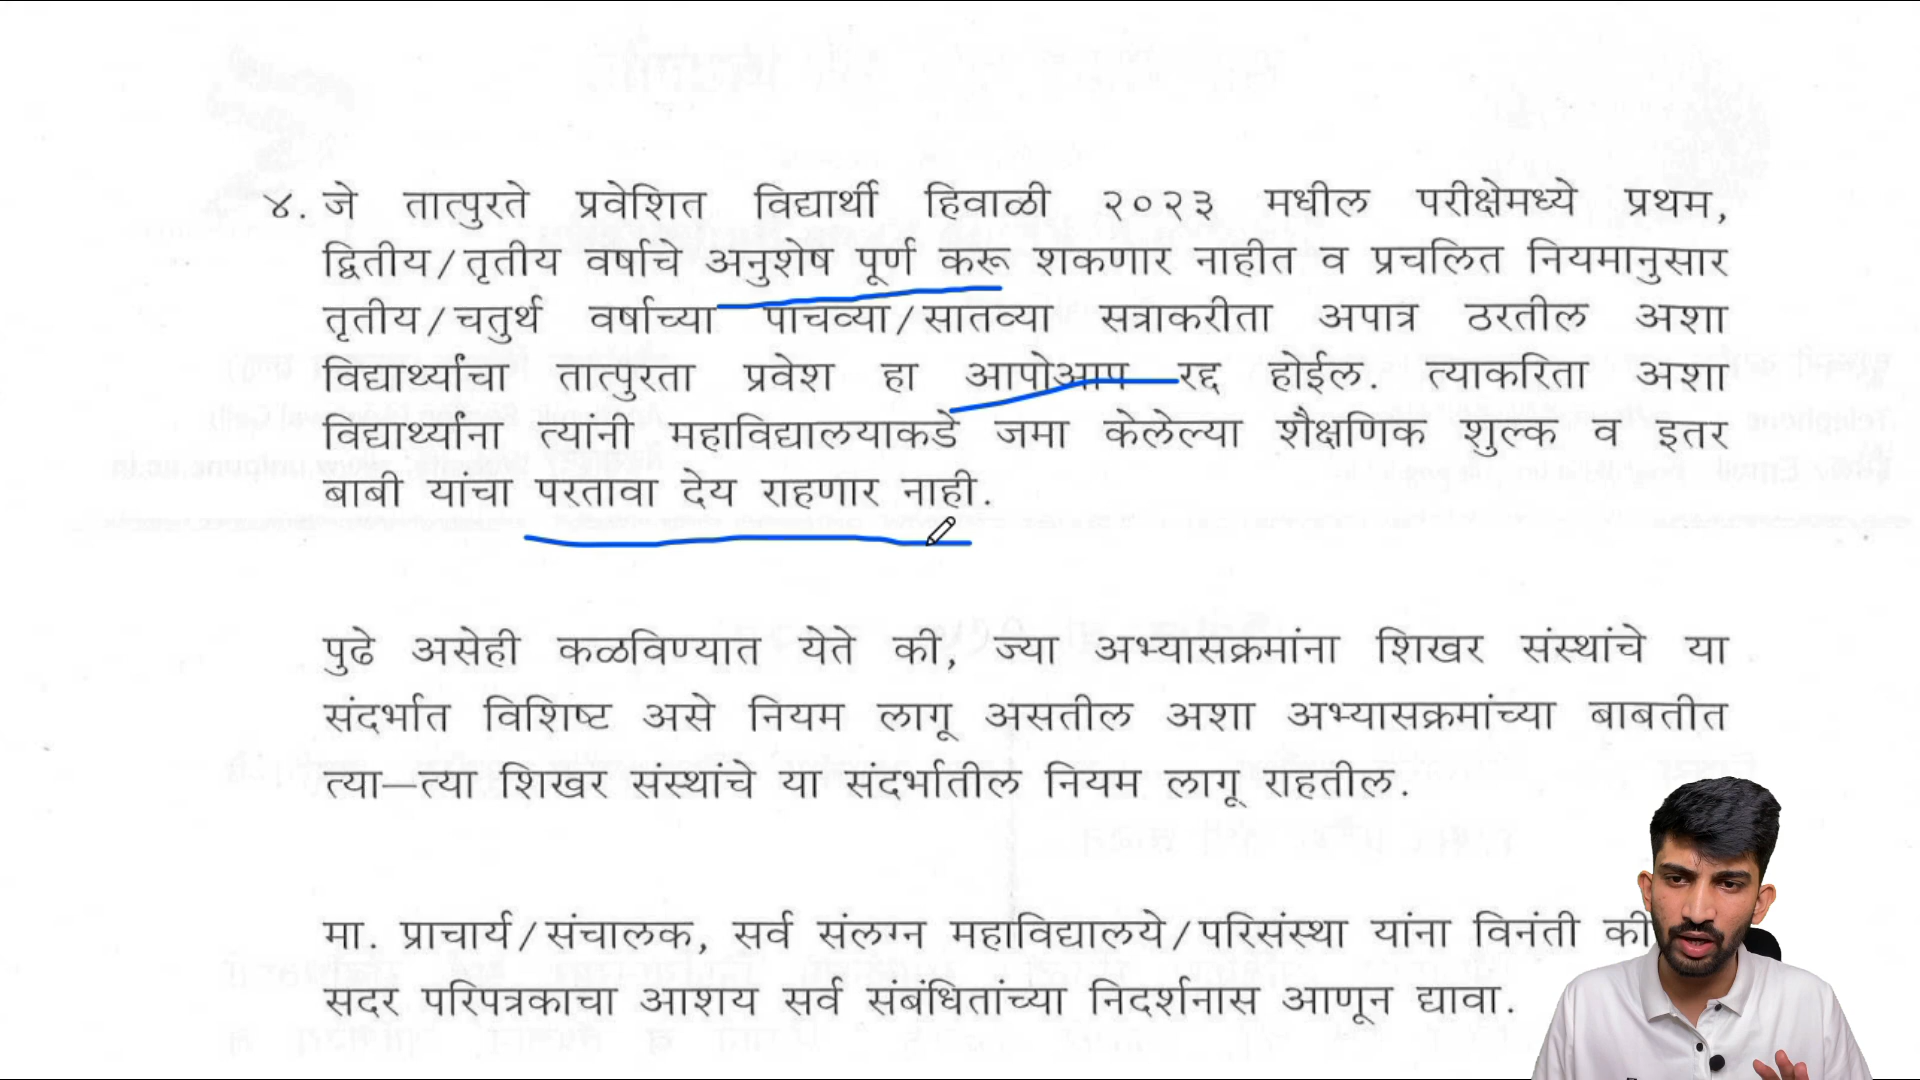 ४. जे तात्पुरते प्रवेशित विद्यार्थी हिवाळी २०२३ मधील परीक्षेमध्ये प्रथम,
द्वितीय/तृतीय वर्षाचे अनुशेष पूर्ण करू शकणार नाहीत व प्रचलित नियमानुसार
तृतीय/चतुर्थ वर्षाच्या पाचव्या/सातव्या सत्राकरीता अपात्र ठरतील अशा
विद्यार्थ्यांचा तात्पुरता प्रवेश हा आपोआप रद्द होईल. त्याकरिता अशा
विद्यार्थ्यांना त्यांनी महाविद्यालयाकडे जमा केलेल्या शैक्षणिक शुल्क व इतर
बाबी यांचा परतावा देय राहणार नाही.
पुढे असेही कळविण्यात येते की, ज्या अभ्यासक्रमांना शिखर संस्थांचे या
संदर्भात विशिष्ट असे नियम लागू असतील अशा अभ्यासक्रमांच्या बाबतीत
त्या—त्या शिखर संस्थांचे या संदर्भातील नियम लागू राहतील.
मा. प्राचार्य/संचालक, सर्व संलग्न महाविद्यालये/परिसंस्था यांना विनंती की
सदर परिपत्रकाचा आशय सर्व संबंधितांच्या निदर्शनास आणून द्यावा.